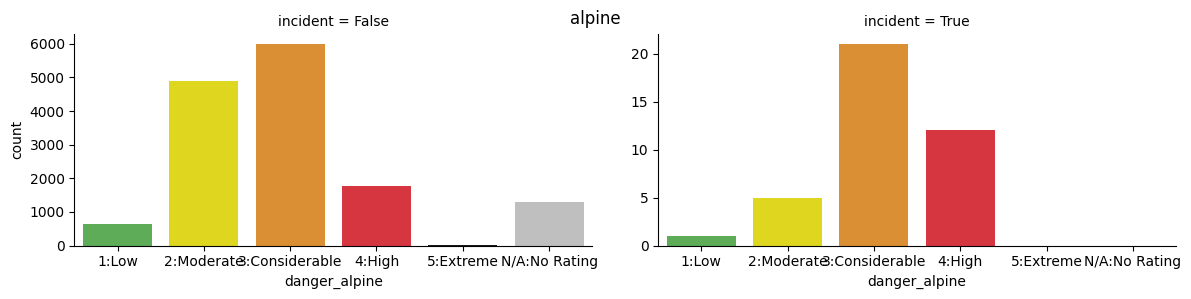 alpine
incident = False
6000
5000
4000
3000
2000
1000
0
count
1:Low 2:Moderate 3:Considerable 4:High 5:Extreme N/A:No Rating
danger_alpine
incident = True
20
15
10
5
0
1:Low 2:Moderate 3:Considerable 4:High 5:Extreme N/A:No Rating
danger_alpine